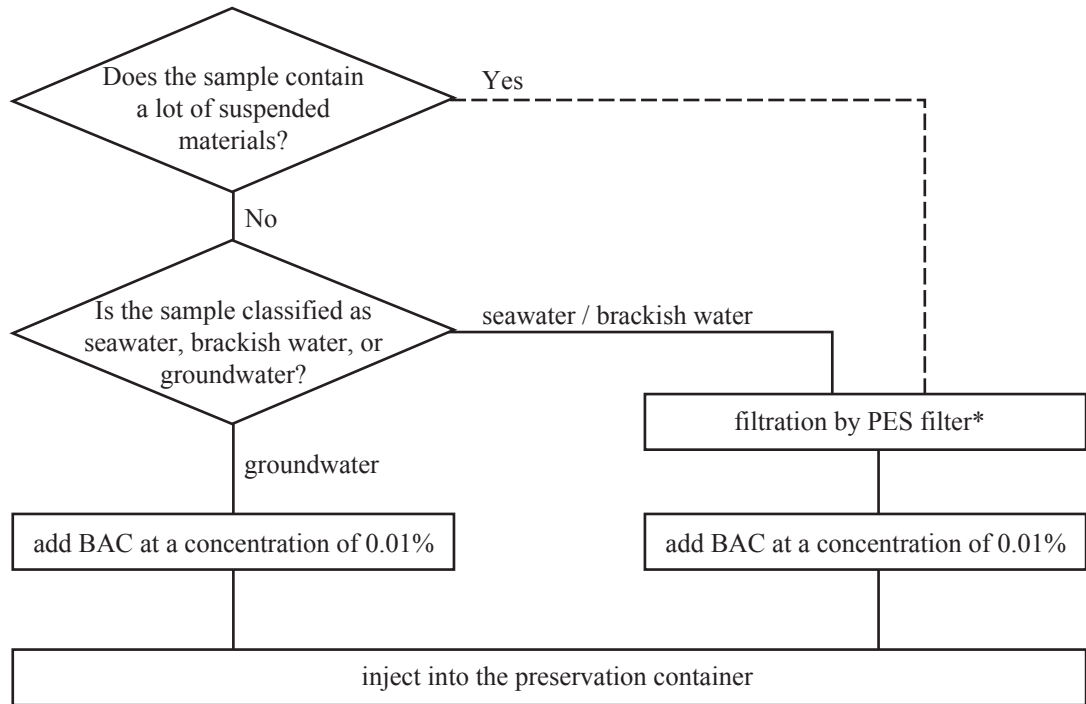 Does the sample contain
a lot of suspended
materials?
Yes
No
Is the sample classified as
seawater, brackish water, or
groundwater?
seawater / brackish water
filtration by PES filter*
groundwater
add BAC at a concentration of 0.01%
add BAC at a concentration of 0.01%
inject into the preservation container